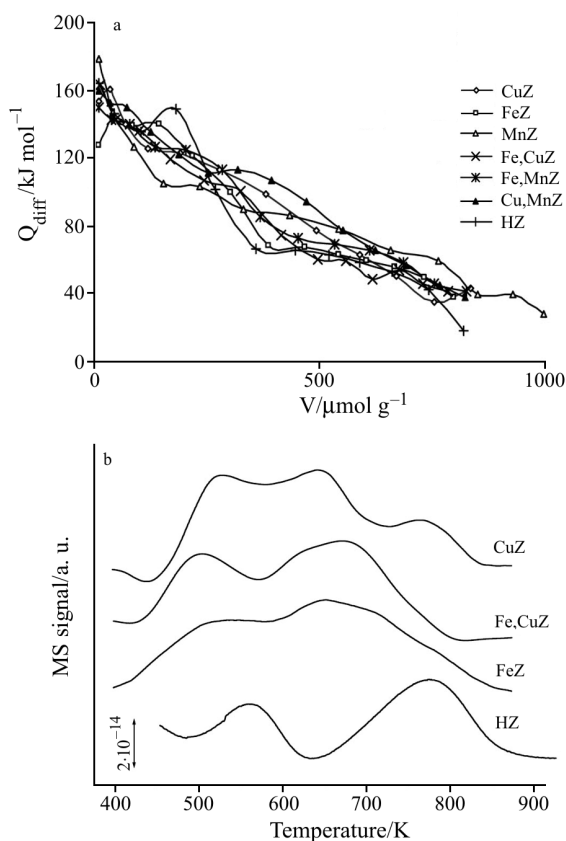 a
200
160
120
80
40
0
Q_diff/kJ mol⁻¹
0 500 1000
V/µmol g⁻¹
CuZ
FeZ
MnZ
Fe,CuZ
Fe,MnZ
Cu,MnZ
HZ
b
MS signal/a. u.
CuZ
Fe,CuZ
FeZ
HZ
2·10⁻¹⁴
400 500 600 700 800 900
Temperature/K